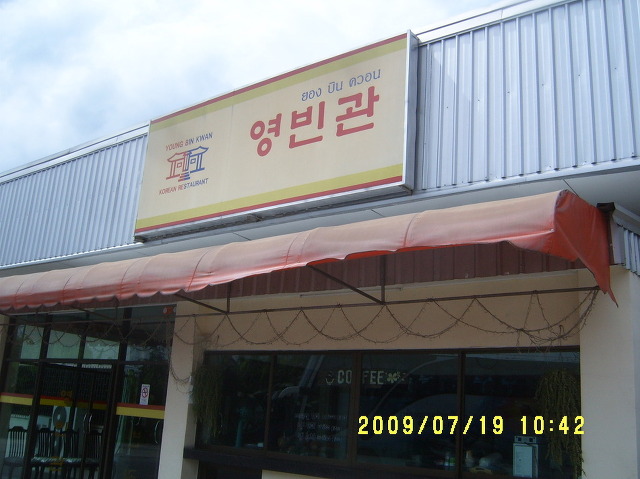 ยอง บิน ควอน
영빈관
YOUNG BIN KWAN
KOREAN RESTAURANT
COFFEE
2009/07/19 10:42